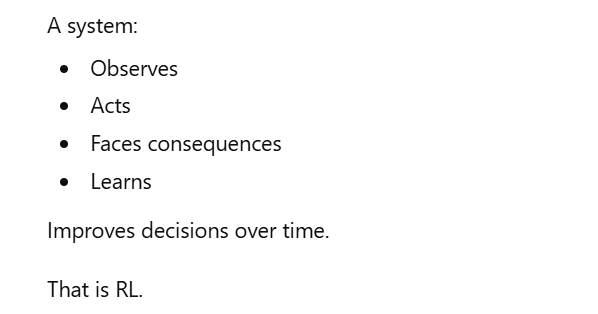 A system:
• Observes
• Acts
• Faces consequences
• Learns
Improves decisions over time.
That is RL.